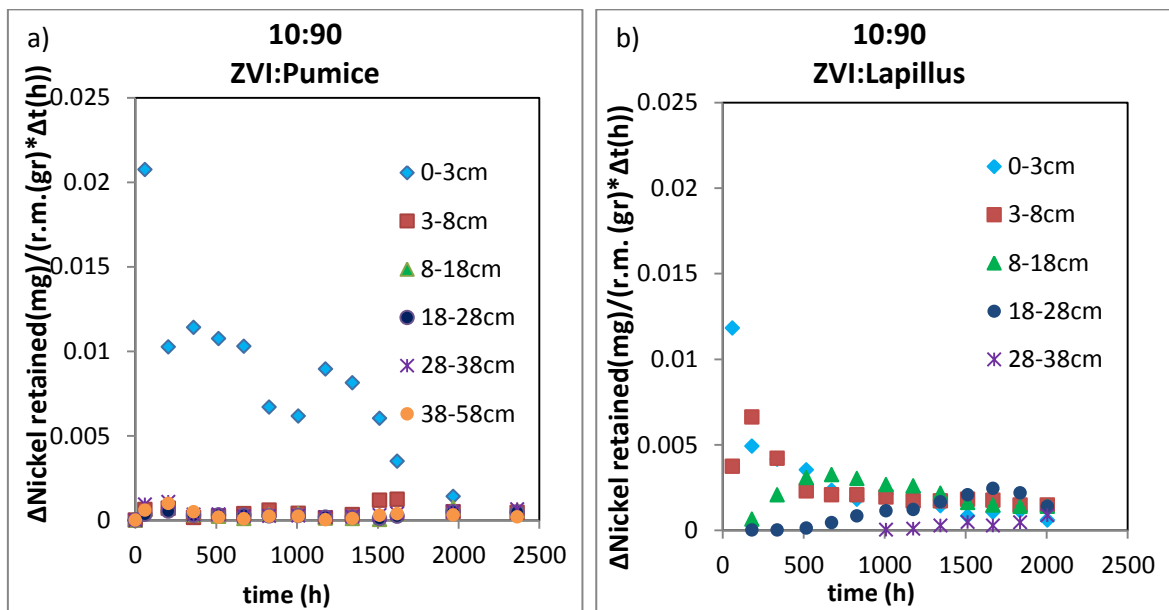 a)
10:90
ZVI:Pumice
ΔNickel retained(mg)/(r.m.(gr)*Δt(h))
0.025
0.02
0.015
0.01
0.005
0
0-3cm
3-8cm
8-18cm
18-28cm
28-38cm
38-58cm
0 500 1000 1500 2000 2500
time (h)
b)
10:90
ZVI:Lapillus
ΔNickel retained(mg)/(r.m. (gr)*Δt(h))
0.025
0.02
0.015
0.01
0.005
0
0-3cm
3-8cm
8-18cm
18-28cm
28-38cm
0 500 1000 1500 2000 2500
time (h)